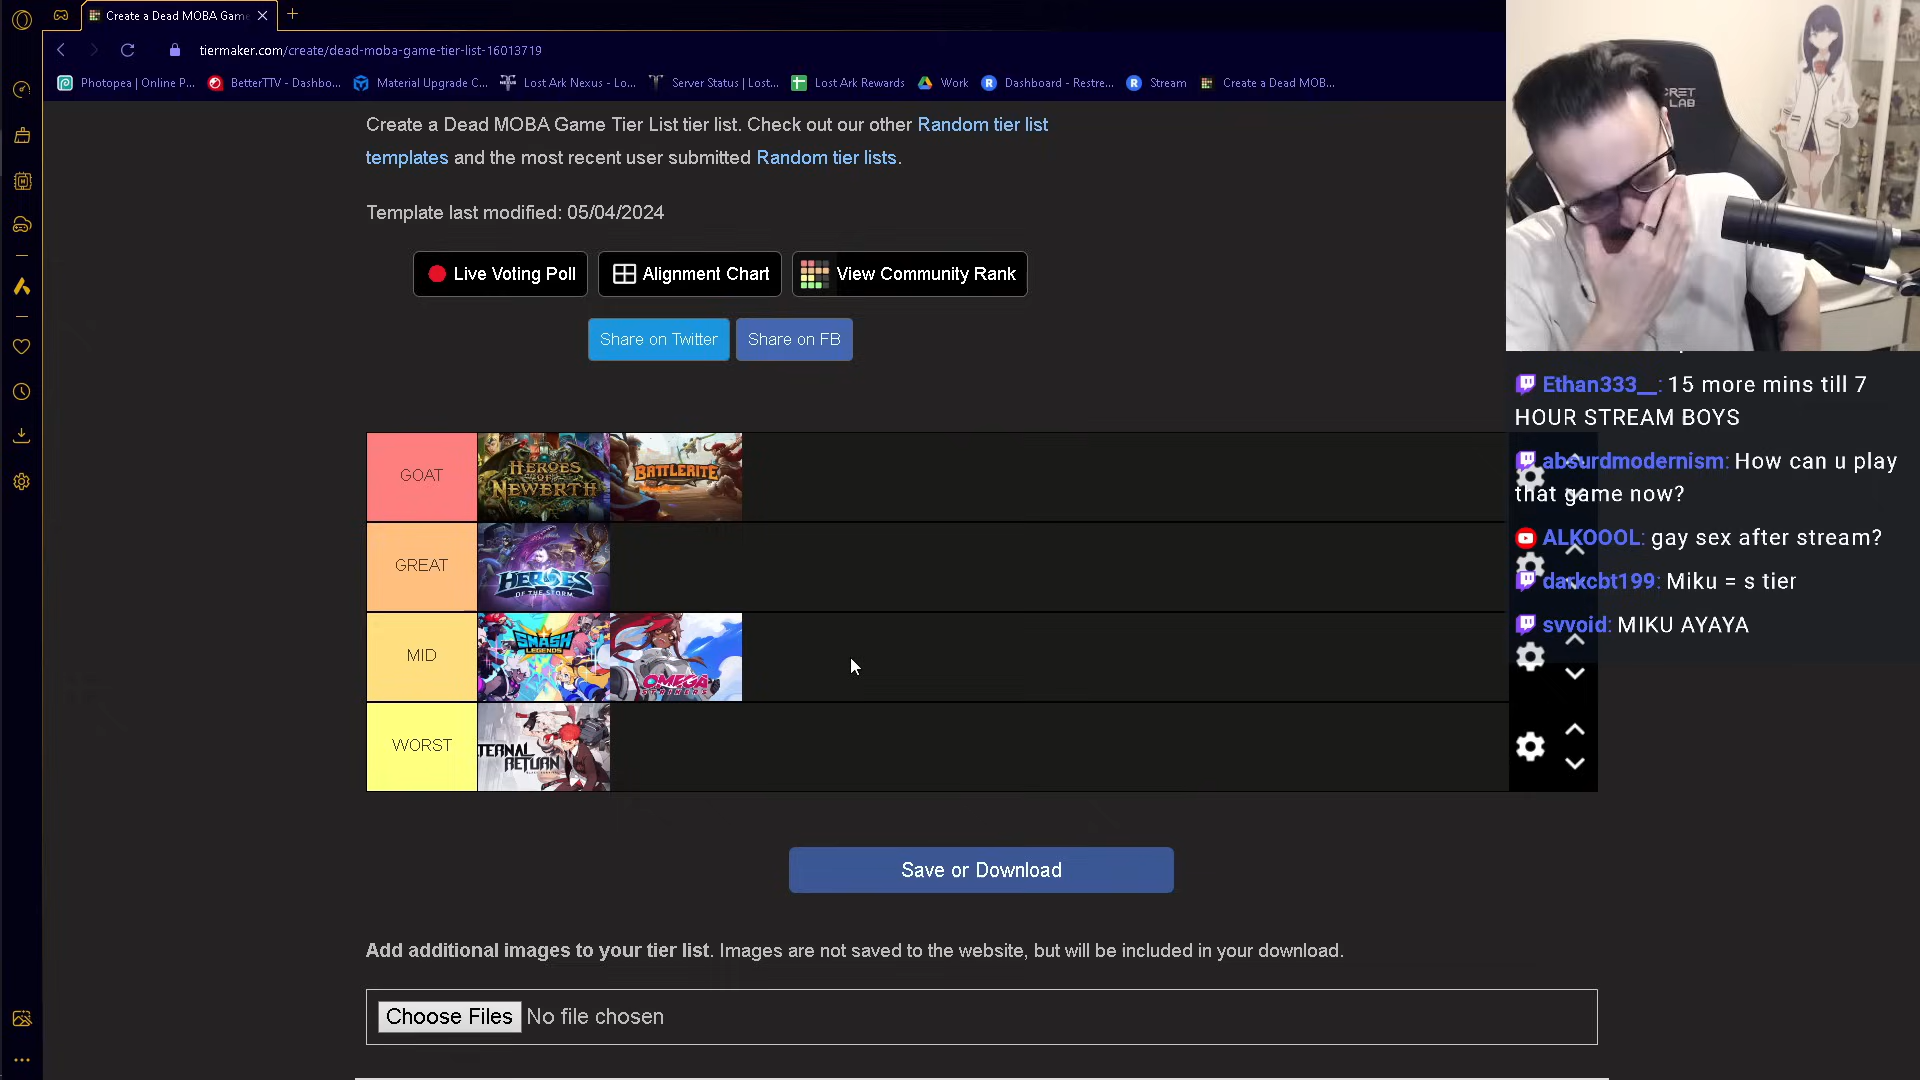 Create a Dead MOBA Game
tiermaker.com/create/dead-moba-game-tier-list-16013719
Photopea | Online P...
BetterTTV - Dashbo...
Material Upgrade C...
Lost Ark Nexus - Lo...
Server Status | Lost...
Lost Ark Rewards
Work
Dashboard - Restre...
Stream
Create a Dead MOB...
Create a Dead MOBA Game Tier List tier list. Check out our other Random tier list
templates and the most recent user submitted Random tier lists.
Template last modified: 05/04/2024
Live Voting Poll
Alignment Chart
View Community Rank
Share on Twitter
Share on FB
GOAT
HEROES OF NEWERTH
BATTLERITE
GREAT
HEROES
OF THE STORM
MID
SMASH
LEGENDS
OMEGA
STRIKERS
WORST
TERNAL
RETURN
Save or Download
Add additional images to your tier list. Images are not saved to the website, but will be included in your download.
Choose Files No file chosen
CRET
LAB
Ethan333__: 15 more mins till 7
HOUR STREAM BOYS
absurdmodernism: How can u play
that game now?
ALKOOOL: gay sex after stream?
darkcbt199: Miku = s tier
svvoid: MIKU AYAYA